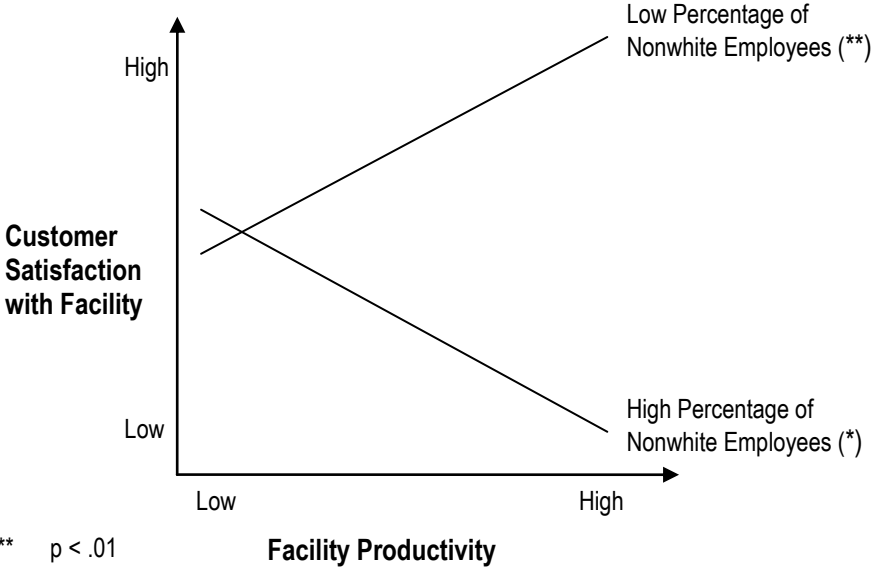 Low Percentage of
Nonwhite Employees (**)
High
Customer
Satisfaction
with Facility
High Percentage of
Nonwhite Employees (*)
Low
Low High
** p < .01 Facility Productivity